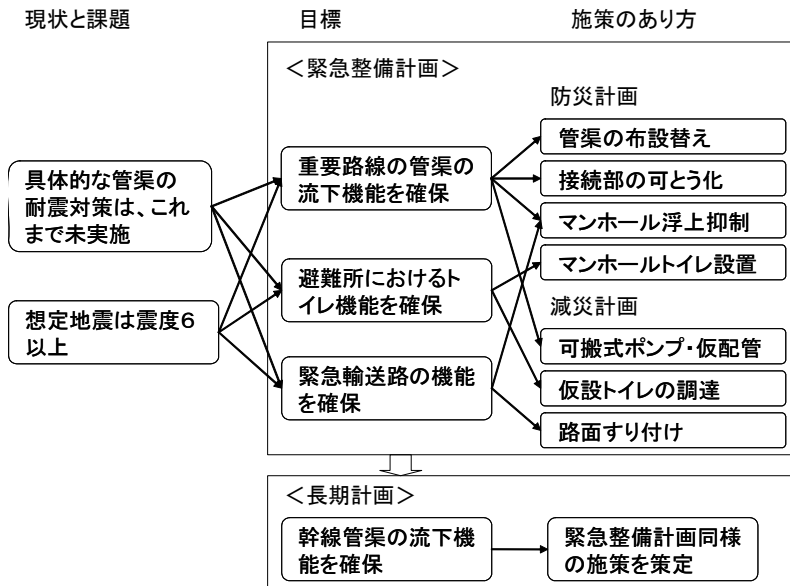 現状と課題
目標
施策のあり方
＜緊急整備計画＞
防災計画
具体的な管渠の
耐震対策は、これ
まで未実施
想定地震は震度6
以上
重要路線の管渠の
流下機能を確保
避難所におけるト
イレ機能を確保
緊急輸送路の機能
を確保
管渠の布設替え
接続部の可とう化
マンホール浮上抑制
マンホールトイレ設置
減災計画
可搬式ポンプ・仮配管
仮設トイレの調達
路面すり付け
＜長期計画＞
幹線管渠の流下機
能を確保
緊急整備計画同様
の施策を策定